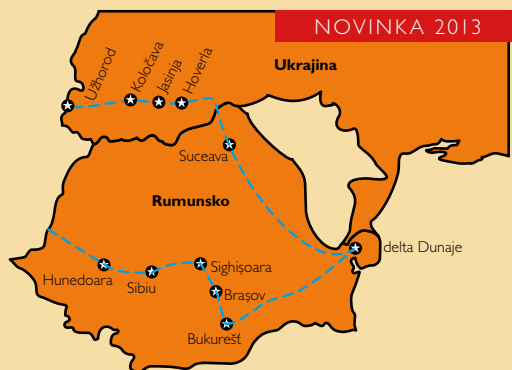 NOVINKA 2013
Ukrajina
Užhorod
Koločava
Jasinja
Hoverla
Suceava
Rumunsko
delta Dunaje
Hunedoara
Sibiu
Sighişoara
Braşov
Bukurešť